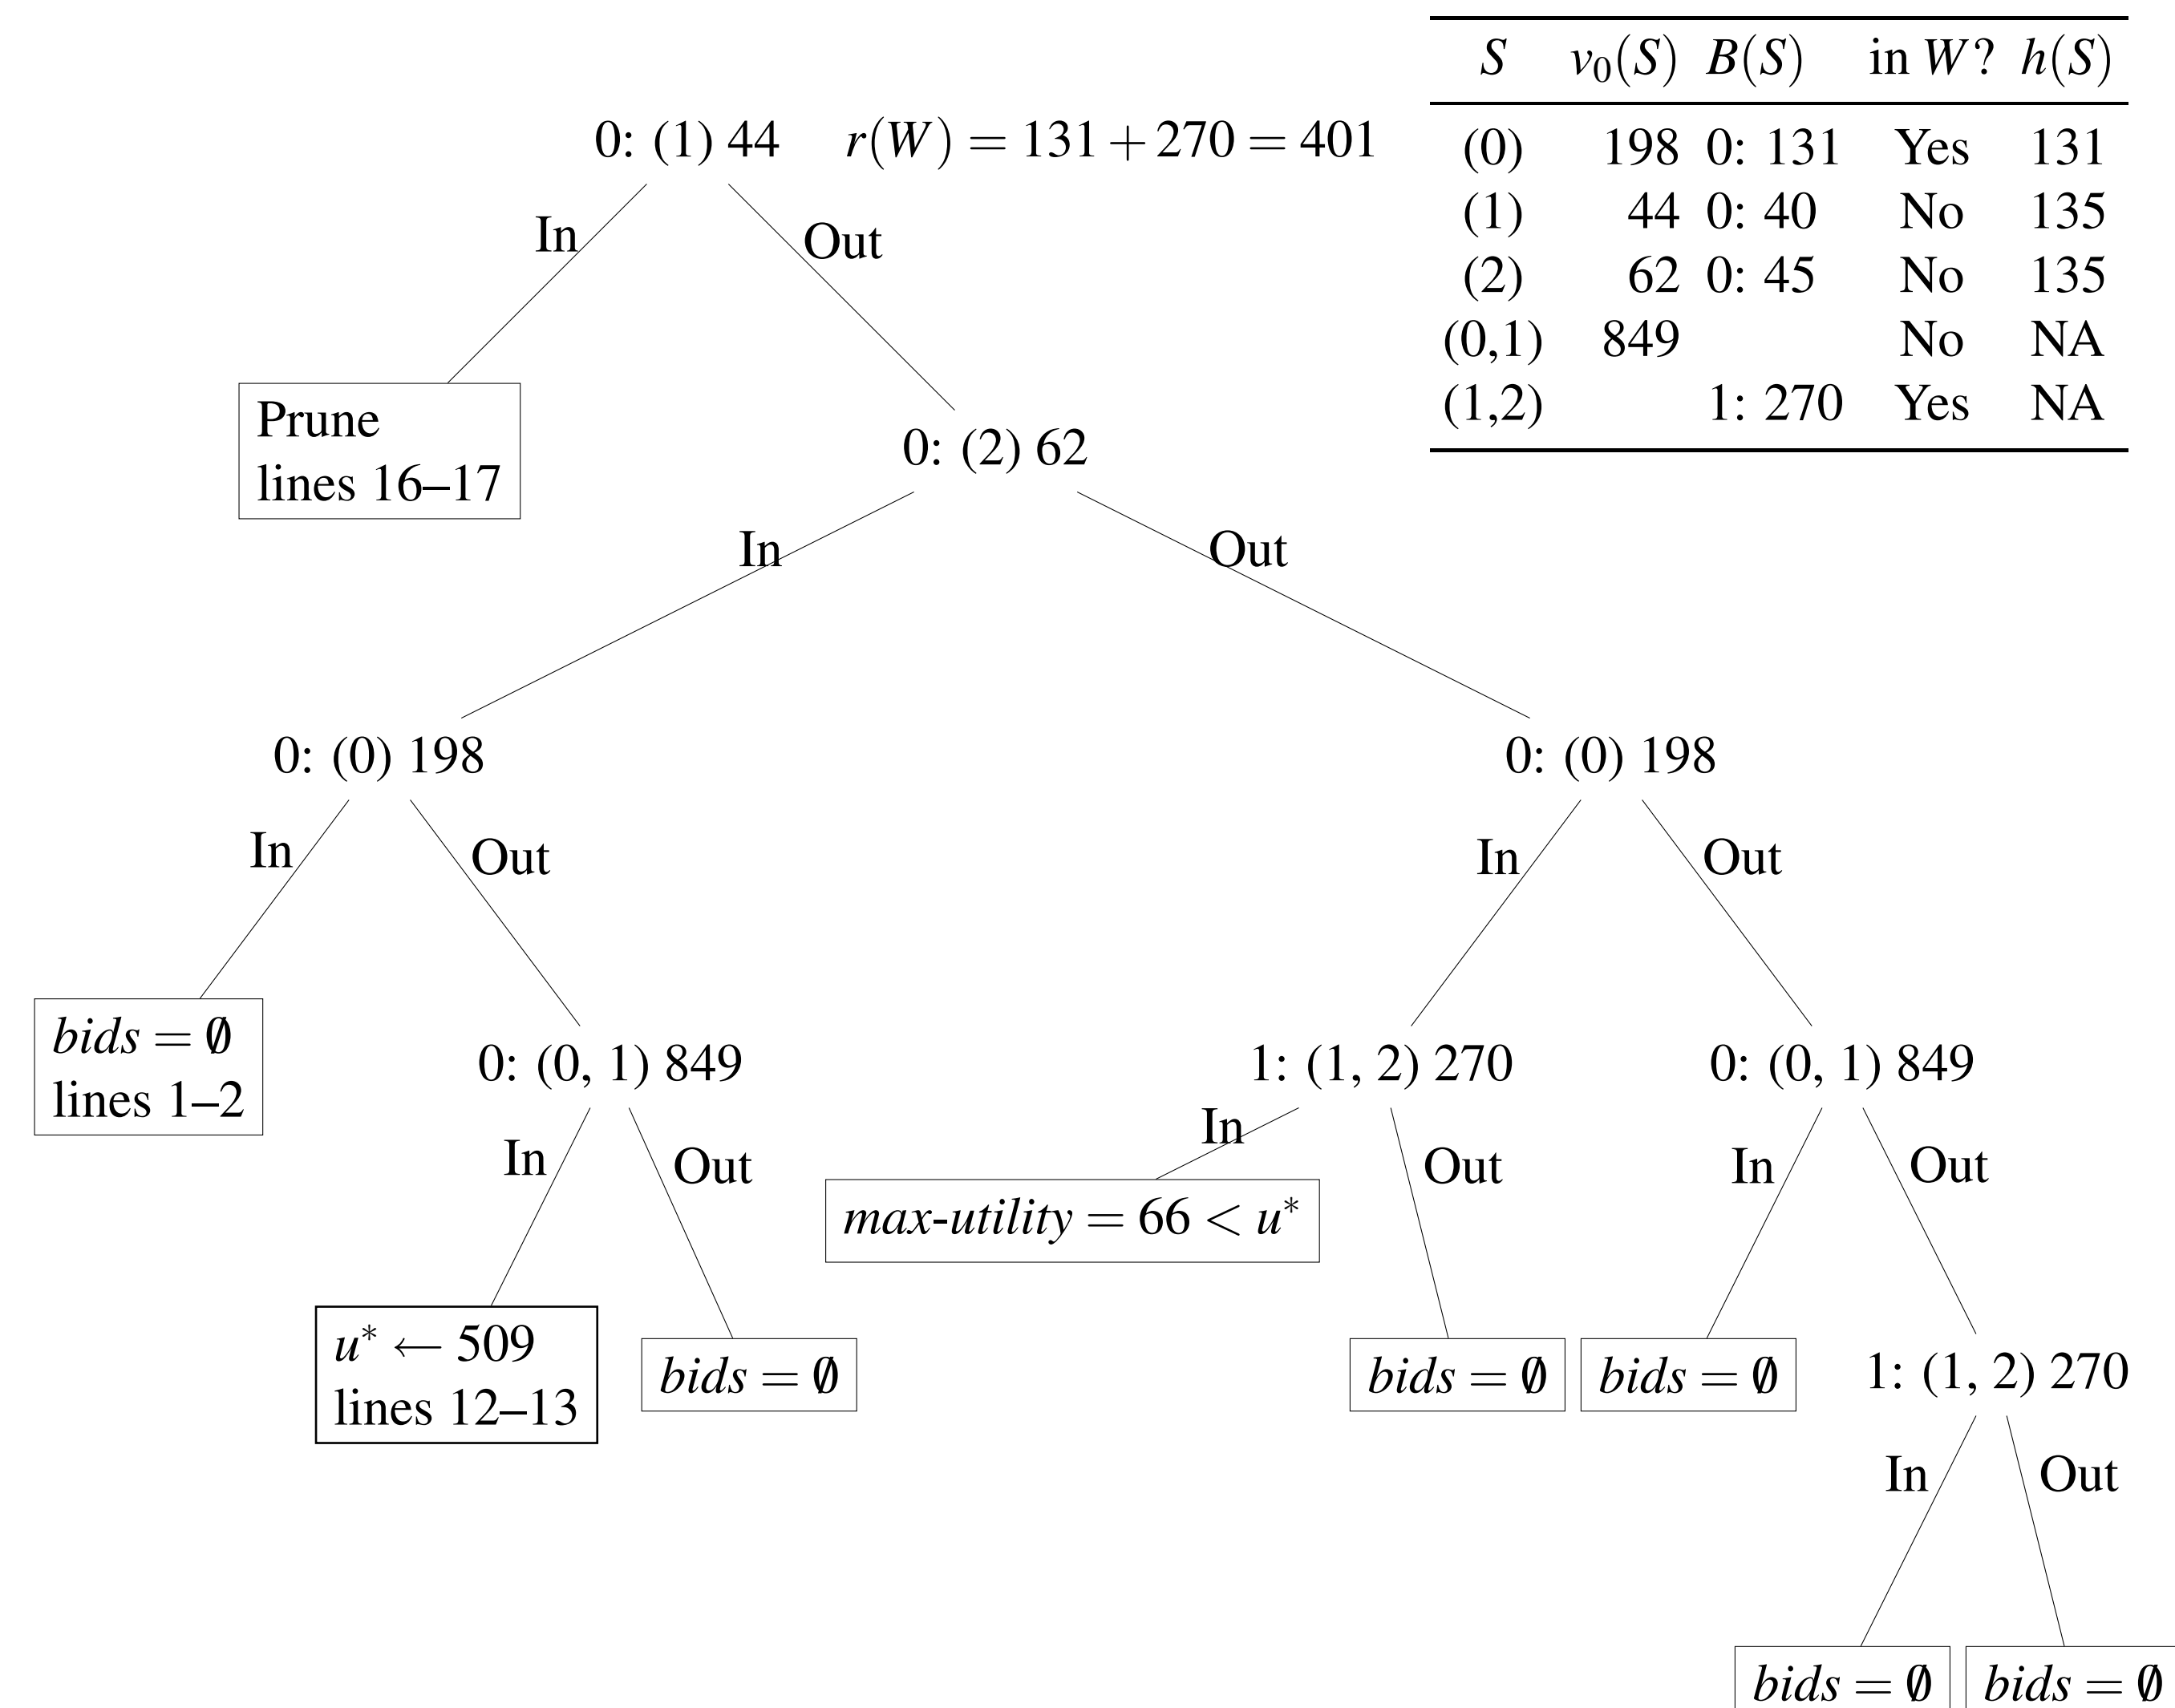 0: (1) 44
r(W) = 131+270 = 401
S v₀(S) B(S) in W? h(S)
(0) 198 0: 131 Yes 131
(1) 44 0: 40 No 135
(2) 62 0: 45 No 135
(0,1) 849 No NA
(1,2) 1: 270 Yes NA
In
Out
Prune
lines 16–17
0: (2) 62
In
Out
0: (0) 198
0: (0) 198
In
Out
In
Out
bids = ∅
lines 1–2
0: (0, 1) 849
1: (1, 2) 270
0: (0, 1) 849
In
Out
In
Out
In
Out
max-utility = 66 < u*
u* ← 509
lines 12–13
bids = ∅
bids = ∅
bids = ∅
1: (1, 2) 270
In
Out
bids = ∅
bids = ∅